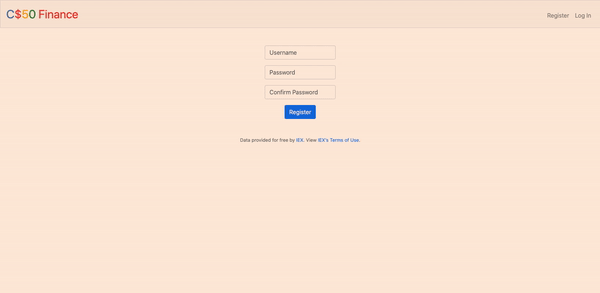 C$50 Finance
Register Log In
Username
Password
Confirm Password
Register
Data provided for free by IEX. View IEX's Terms of Use.